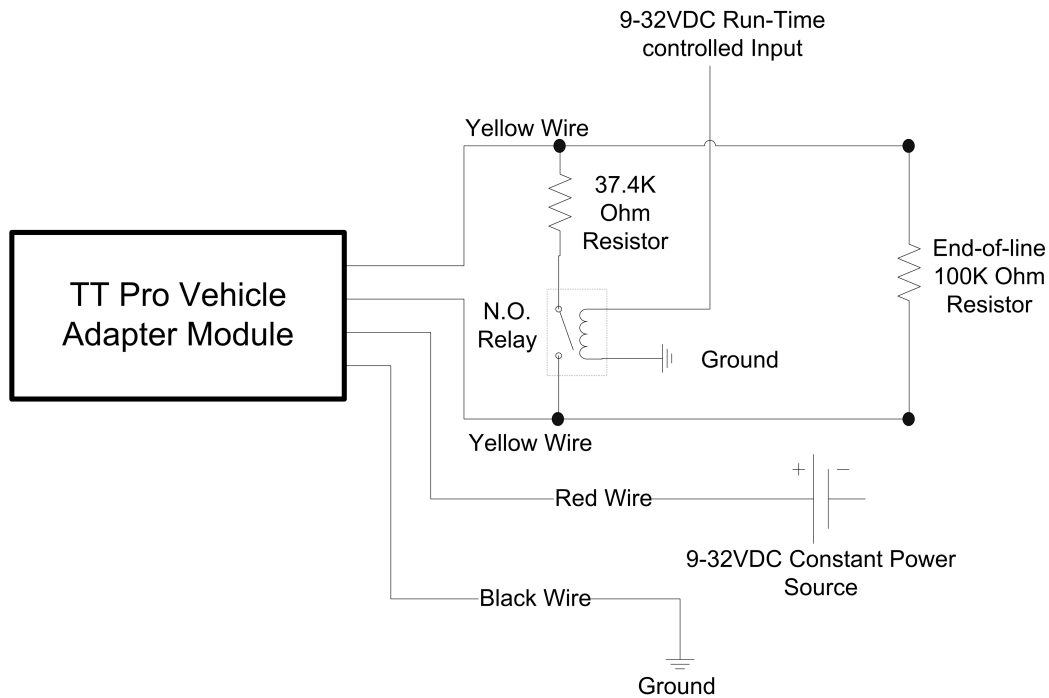 9-32VDC Run-Time
controlled Input
Yellow Wire
37.4K
Ohm
Resistor
End-of-line
100K Ohm
Resistor
TT Pro Vehicle
Adapter Module
N.O.
Relay
Ground
Yellow Wire
+ −
Red Wire
9-32VDC Constant Power
Source
Black Wire
Ground